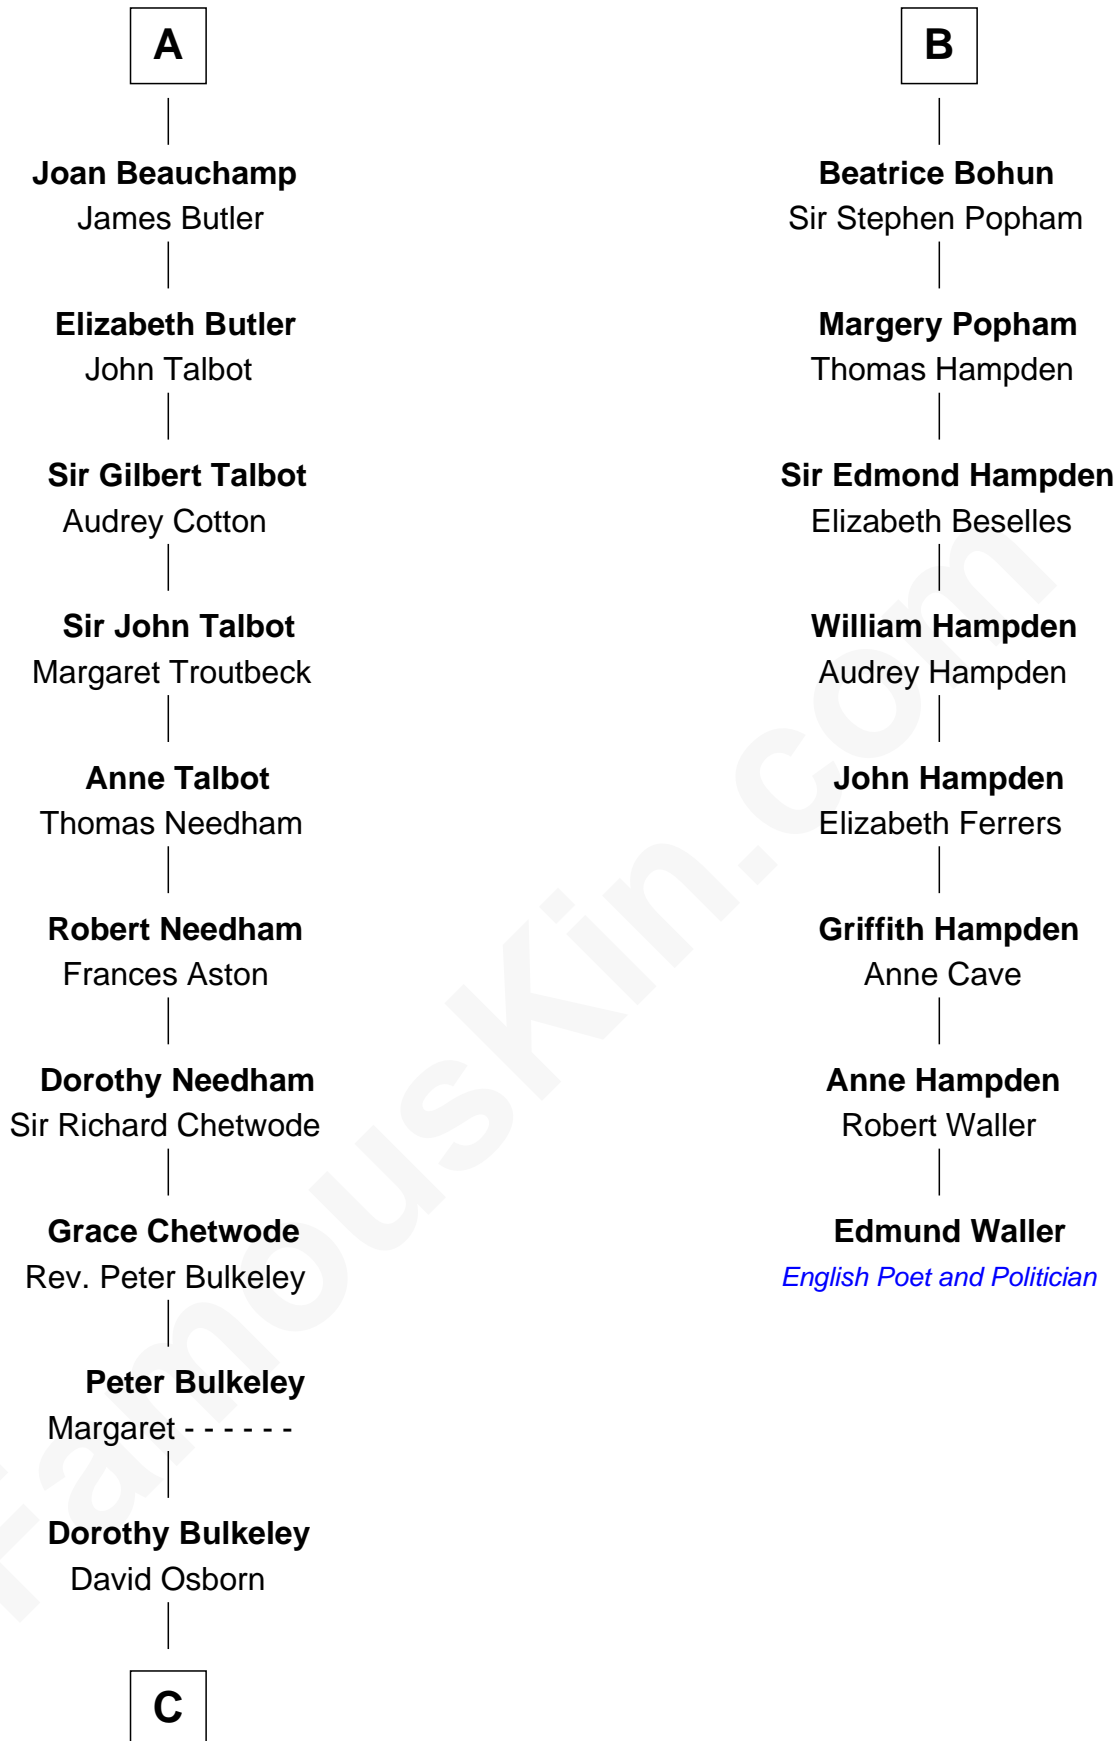 A
Joan Beauchamp
James Butler
Elizabeth Butler
John Talbot
Sir Gilbert Talbot
Audrey Cotton
Sir John Talbot
Margaret Troutbeck
Anne Talbot
Thomas Needham
Robert Needham
Frances Aston
Dorothy Needham
Sir Richard Chetwode
Grace Chetwode
Rev. Peter Bulkeley
Peter Bulkeley
Margaret - - - - - -
Dorothy Bulkeley
David Osborn
C
B
Beatrice Bohun
Sir Stephen Popham
Margery Popham
Thomas Hampden
Sir Edmond Hampden
Elizabeth Beselles
William Hampden
Audrey Hampden
John Hampden
Elizabeth Ferrers
Griffith Hampden
Anne Cave
Anne Hampden
Robert Waller
Edmund Waller
English Poet and Politician
FamousKin.com